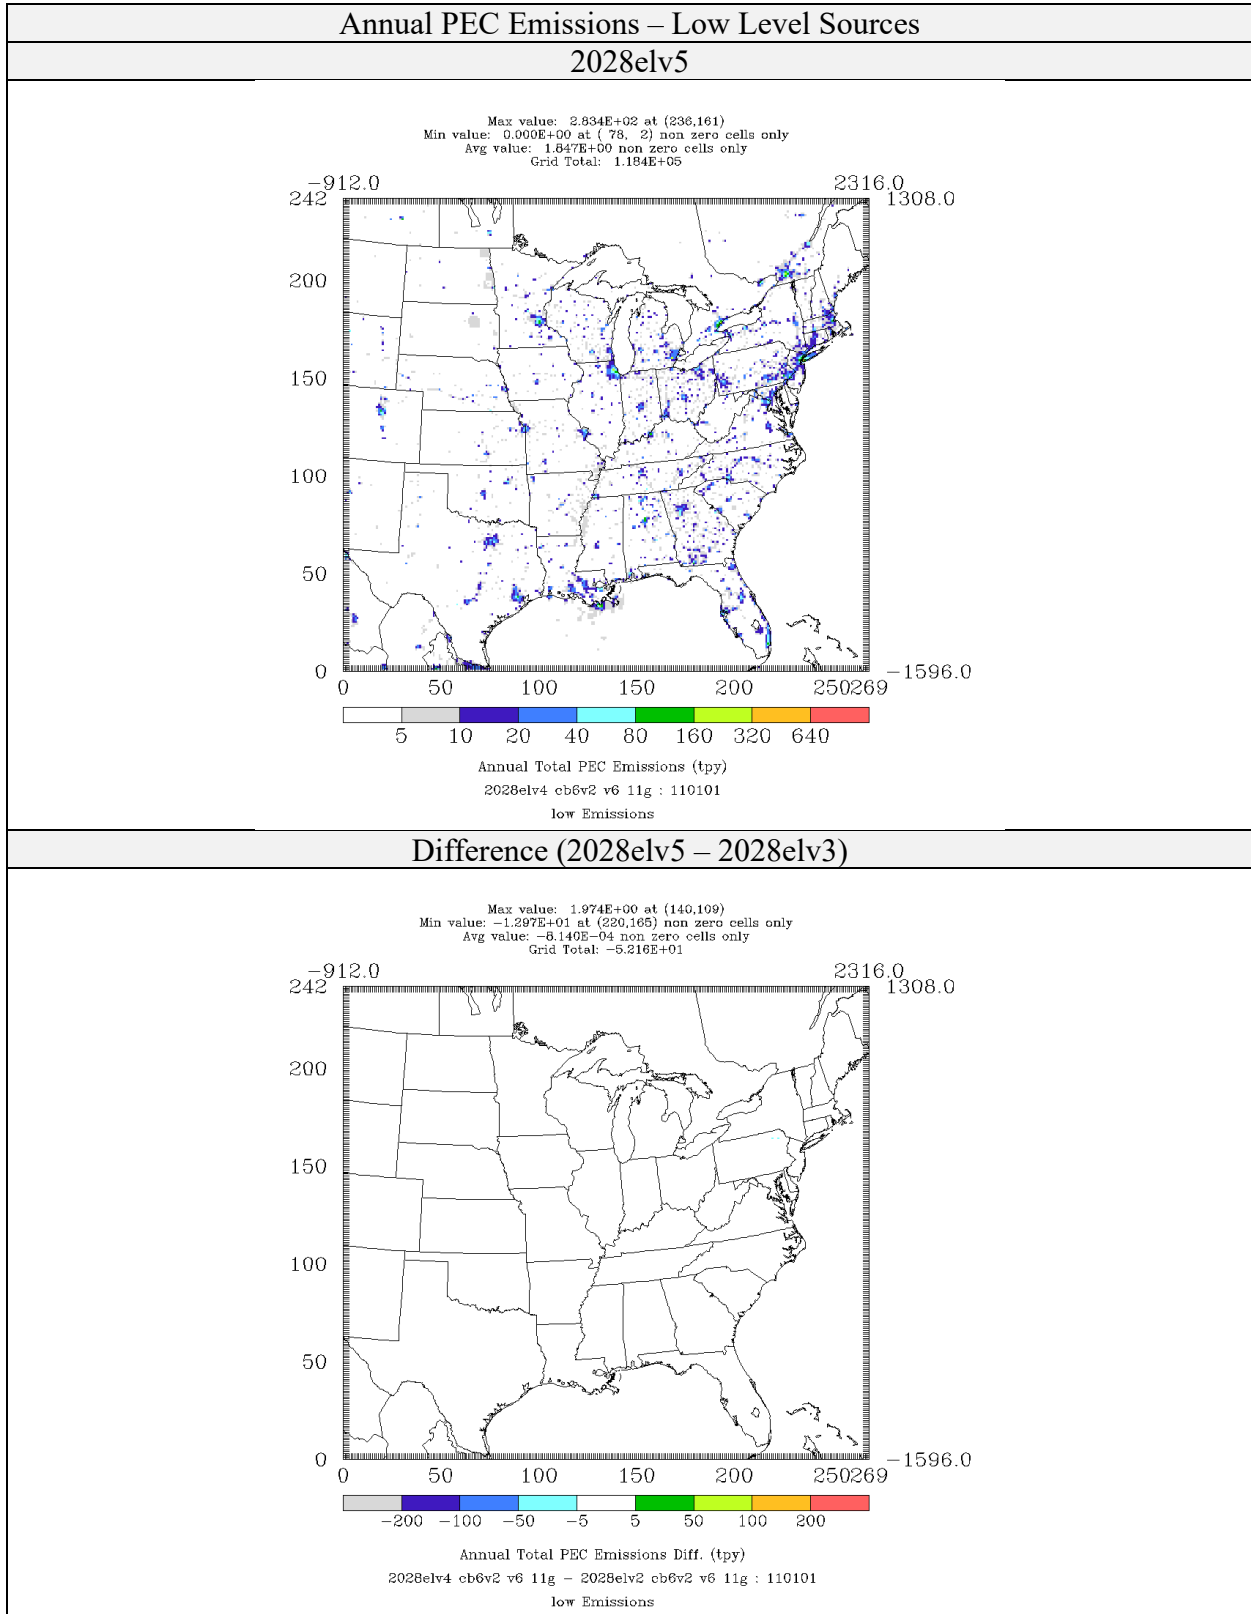 Annual PEC Emissions – Low Level Sources
2028elv5
Max value: 2.834E+02 at (236,161)
Min value: 0.000E+00 at ( 78, 2) non zero cells only
Avg value: 1.847E+00 non zero cells only
Grid Total: 1.184E+05
-912.0 2316.0
242 1308.0
200
150
100
50
0 -1596.0
0 50 100 150 200 250269
5 10 20 40 80 160 320 640
Annual Total PEC Emissions (tpy)
2028elv4 cb6v2 v6 11g : 110101
low Emissions
Difference (2028elv5 – 2028elv3)
Max value: 1.974E+00 at (140,109)
Min value: -1.297E+01 at (220,165) non zero cells only
Avg value: -8.140E-04 non zero cells only
Grid Total: -5.216E+01
-912.0 2316.0
242 1308.0
200
150
100
50
0 -1596.0
0 50 100 150 200 250269
-200 -100 -50 -5 5 50 100 200
Annual Total PEC Emissions Diff. (tpy)
2028elv4 cb6v2 v6 11g - 2028elv2 cb6v2 v6 11g : 110101
low Emissions